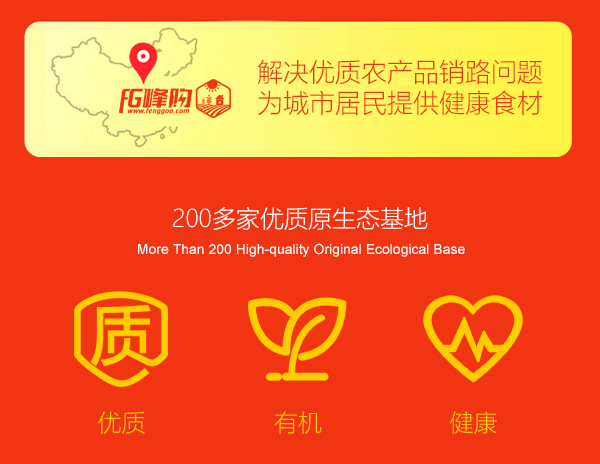 FG峰购
www.fenggoo.com
解决优质农产品销路问题
为城市居民提供健康食材
200多家优质原生态基地
More Than 200 High-quality Original Ecological Base
质
优质
有机
健康